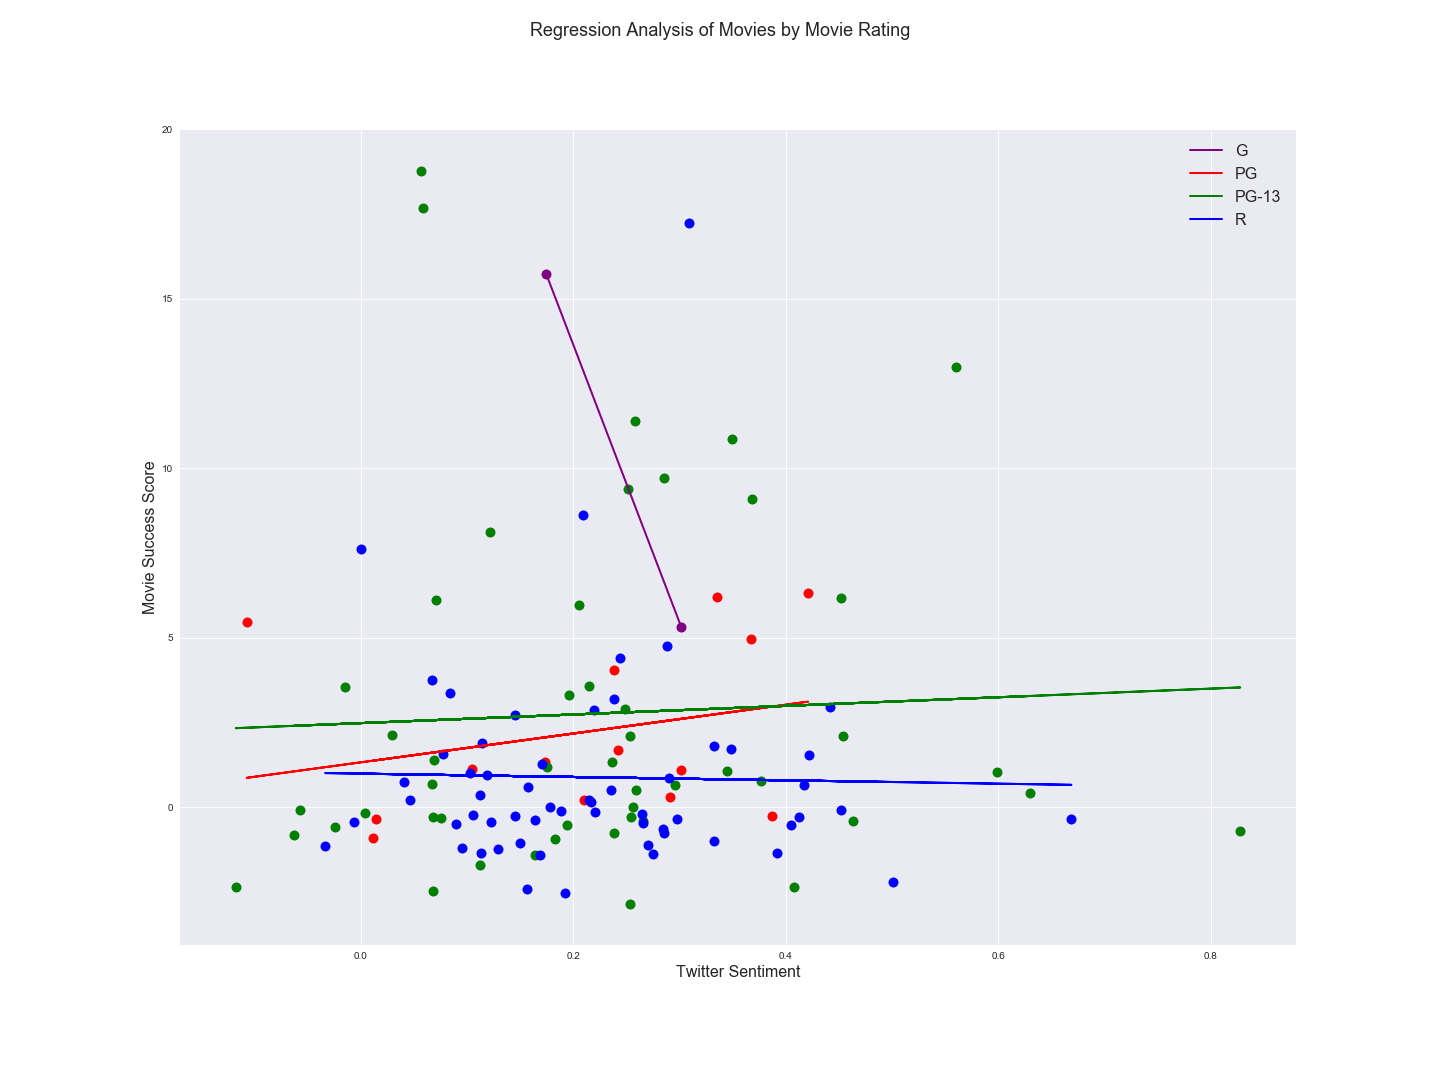 Regression Analysis of Movies by Movie Rating
20
15
10
5
0
Movie Success Score
G
PG
PG-13
R
0.0 0.2 0.4 0.6 0.8
Twitter Sentiment